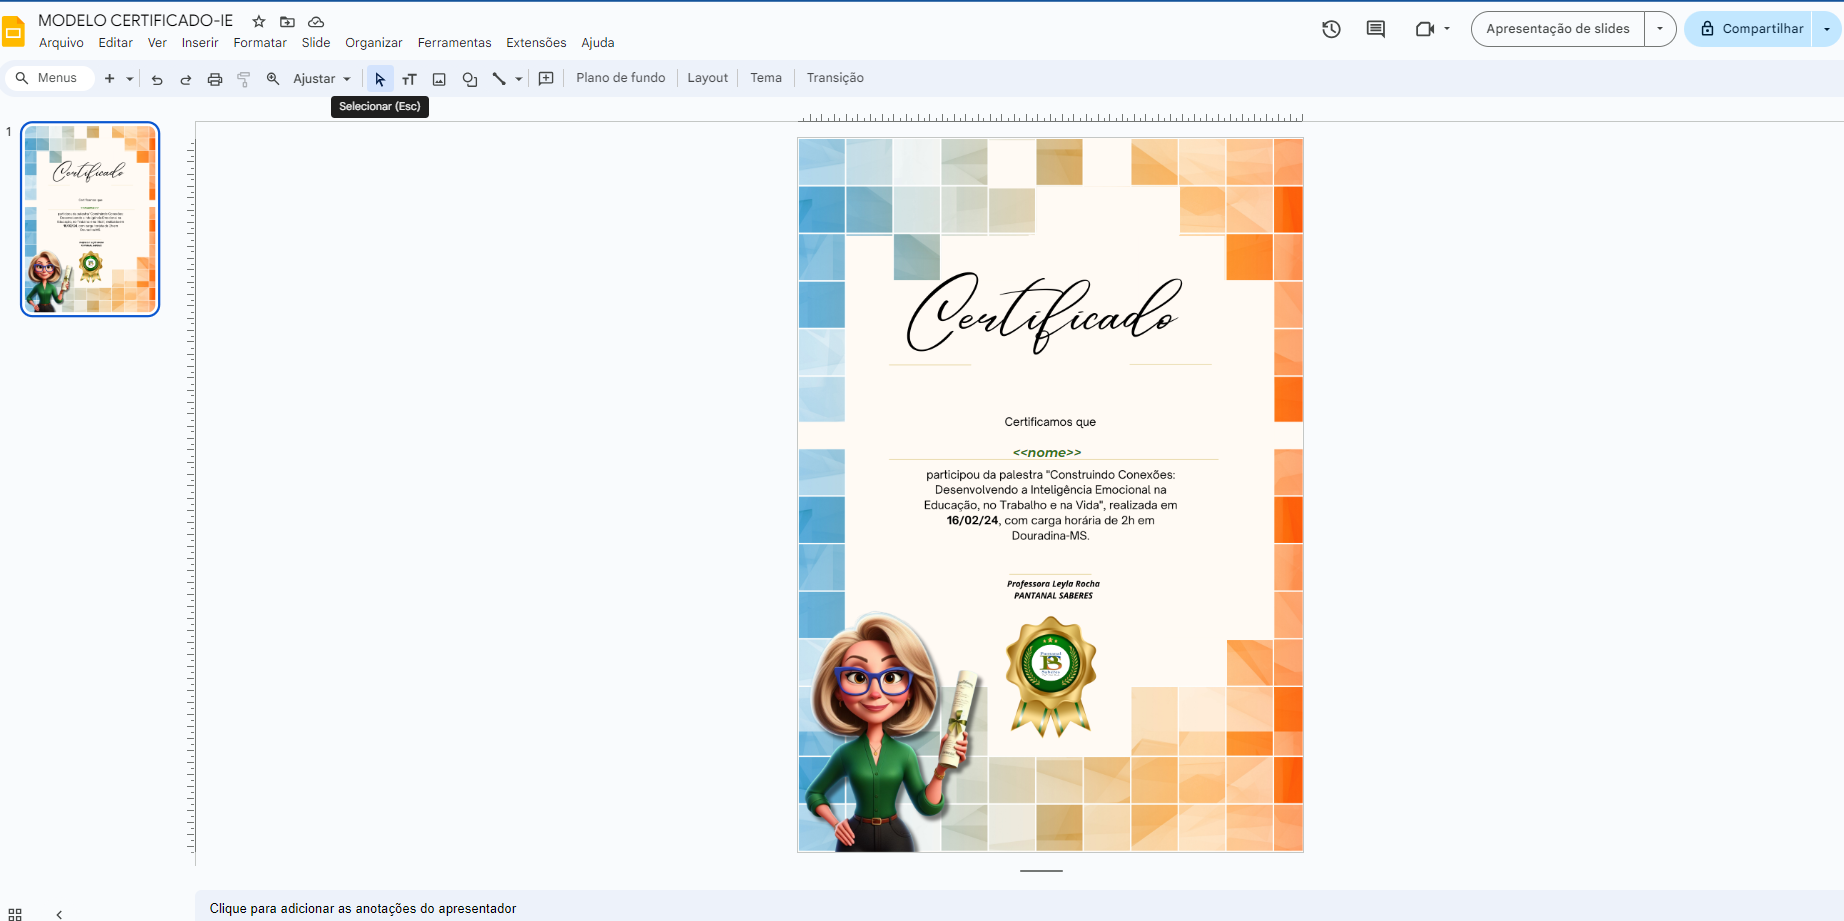 MODELO CERTIFICADO-IE
Arquivo Editar Ver Inserir Formatar Slide Organizar Ferramentas Extensões Ajuda
Apresentação de slides
Compartilhar
Menus
Ajustar
Plano de fundo
Layout
Tema
Transição
Selecionar (Esc)
1
Certificado
Certificamos que
<<nome>>
participou da palestra "Construindo Conexões:
Desenvolvendo a Inteligência Emocional na
Educação, no Trabalho e na Vida", realizada em
16/02/24, com carga horária de 2h em
Douradina-MS.
Professora Leyla Rocha
PANTANAL SABERES
Clique para adicionar as anotações do apresentador